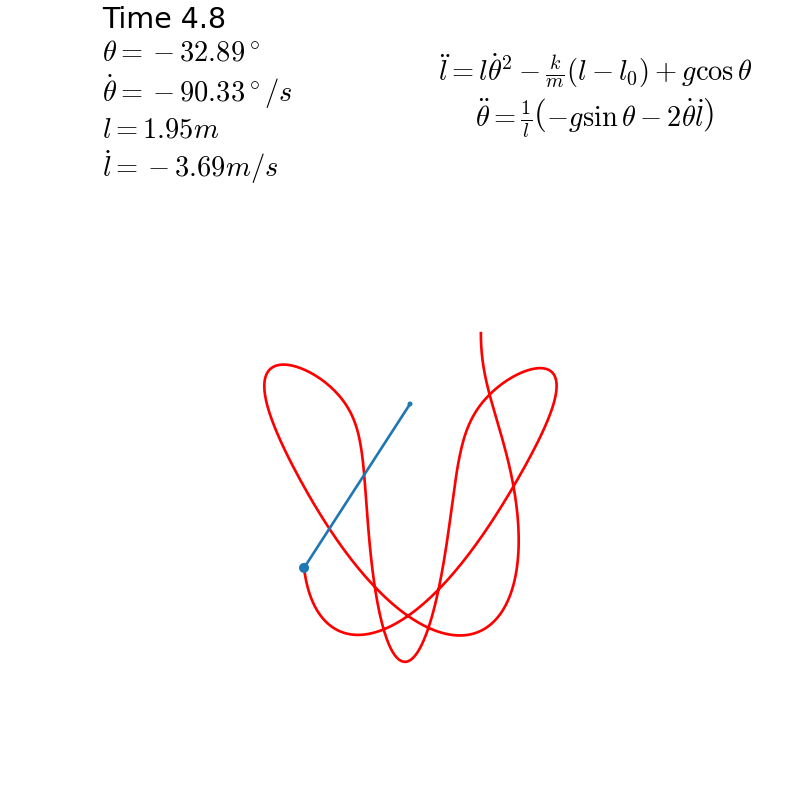 Time 4.8
θ = −32.89°
θ̇ = −90.33°/s
l = 1.95m
l̇ = −3.69m/s
l̈ = lθ̇² − k/m(l − l₀) + g cos θ
θ̈ = 1/l(−g sin θ − 2θ̇l̇)